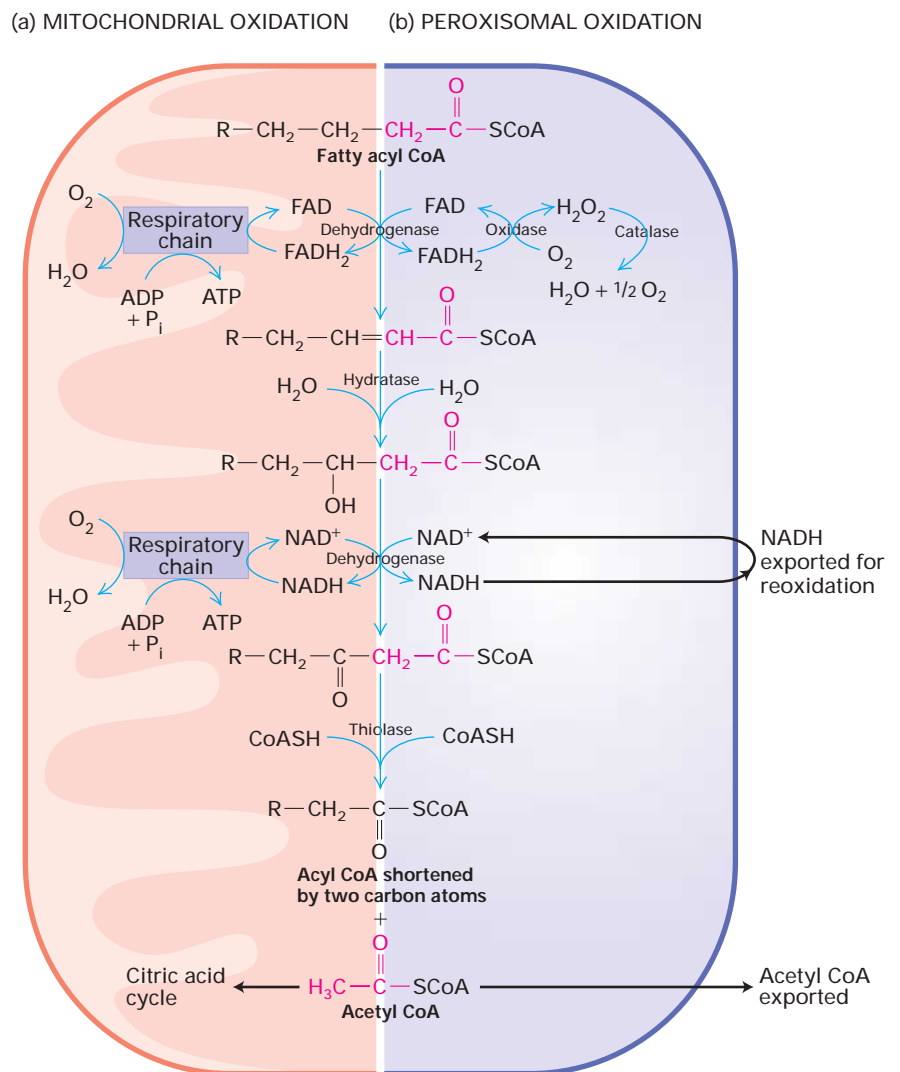 (a) MITOCHONDRIAL OXIDATION (b) PEROXISOMAL OXIDATION
O
R—CH₂—CH₂—CH₂—C—SCoA
Fatty acyl CoA
O₂
Respiratory
chain
H₂O
ADP
+ Pᵢ
ATP
FAD
FADH₂
Dehydrogenase
FAD
FADH₂
Oxidase
H₂O₂
O₂
Catalase
H₂O + 1/2 O₂
O
R—CH₂—CH=CH—C—SCoA
H₂O
Hydratase
H₂O
O
R—CH₂—CH—CH₂—C—SCoA
OH
O₂
Respiratory
chain
H₂O
ADP
+ Pᵢ
ATP
NAD⁺
NADH
Dehydrogenase
NAD⁺
NADH
NADH
exported for
reoxidation
O
R—CH₂—C—CH₂—C—SCoA
O
CoASH
Thiolase
CoASH
R—CH₂—C—SCoA
O
Acyl CoA shortened
by two carbon atoms
+
O
H₃C—C—SCoA
Acetyl CoA
Citric acid
cycle
Acetyl CoA
exported